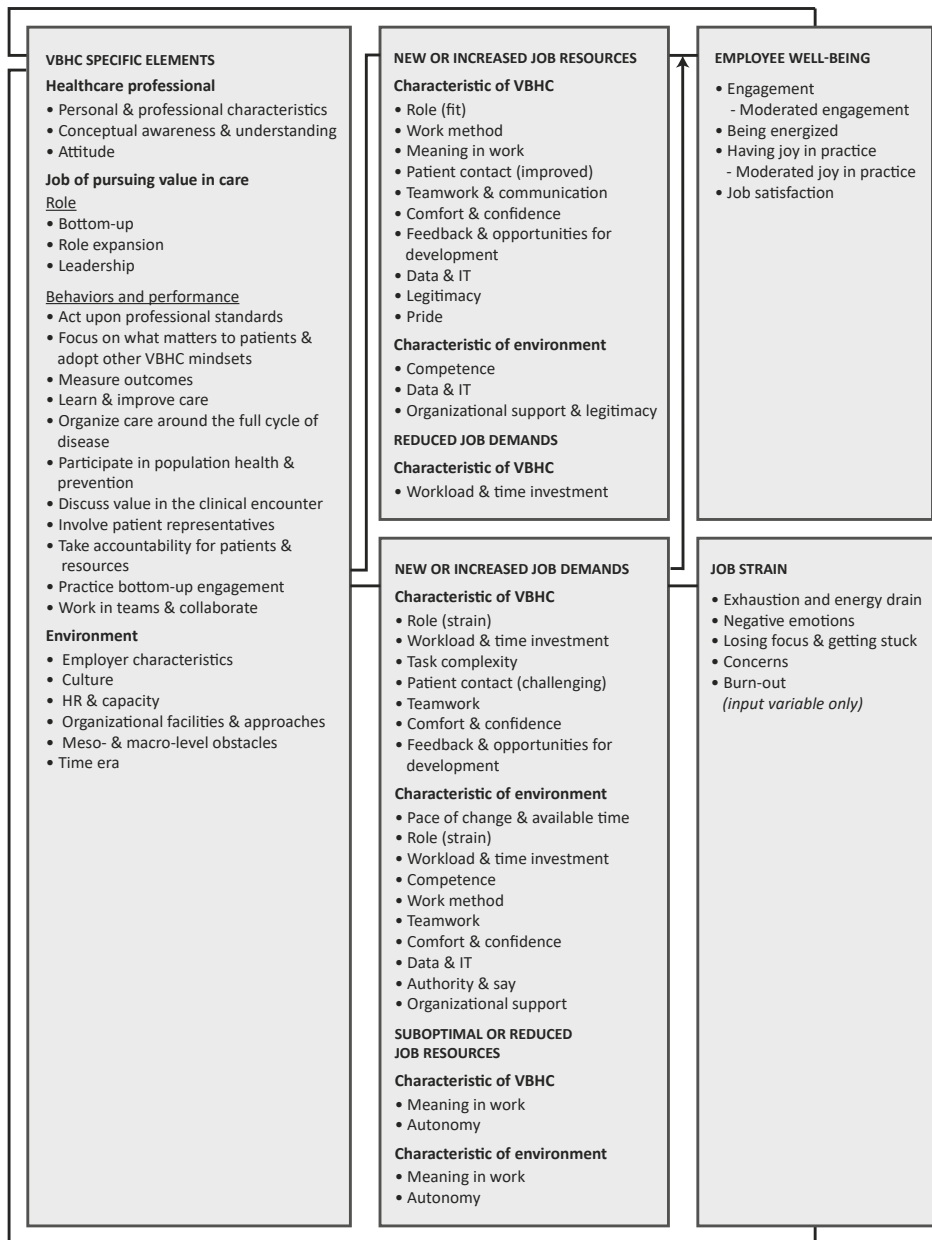 VBHC SPECIFIC ELEMENTS
Healthcare professional
• Personal & professional characteristics
• Conceptual awareness & understanding
• Attitude
Job of pursuing value in care
Role
• Bottom-up
• Role expansion
• Leadership
Behaviors and performance
• Act upon professional standards
• Focus on what matters to patients &
adopt other VBHC mindsets
• Measure outcomes
• Learn & improve care
• Organize care around the full cycle of
disease
• Participate in population health &
prevention
• Discuss value in the clinical encounter
• Involve patient representatives
• Take accountability for patients &
resources
• Practice bottom-up engagement
• Work in teams & collaborate
Environment
• Employer characteristics
• Culture
• HR & capacity
• Organizational facilities & approaches
• Meso- & macro-level obstacles
• Time era
NEW OR INCREASED JOB RESOURCES
Characteristic of VBHC
• Role (fit)
• Work method
• Meaning in work
• Patient contact (improved)
• Teamwork & communication
• Comfort & confidence
• Feedback & opportunities for
development
• Data & IT
• Legitimacy
• Pride
Characteristic of environment
• Competence
• Data & IT
• Organizational support & legitimacy
REDUCED JOB DEMANDS
Characteristic of VBHC
• Workload & time investment
NEW OR INCREASED JOB DEMANDS
Characteristic of VBHC
• Role (strain)
• Workload & time investment
• Task complexity
• Patient contact (challenging)
• Teamwork
• Comfort & confidence
• Feedback & opportunities for
development
Characteristic of environment
• Pace of change & available time
• Role (strain)
• Workload & time investment
• Competence
• Work method
• Teamwork
• Comfort & confidence
• Data & IT
• Authority & say
• Organizational support
SUBOPTIMAL OR REDUCED
JOB RESOURCES
Characteristic of VBHC
• Meaning in work
• Autonomy
Characteristic of environment
• Meaning in work
• Autonomy
EMPLOYEE WELL-BEING
• Engagement
- Moderated engagement
• Being energized
• Having joy in practice
- Moderated joy in practice
• Job satisfaction
JOB STRAIN
• Exhaustion and energy drain
• Negative emotions
• Losing focus & getting stuck
• Concerns
• Burn-out
(input variable only)